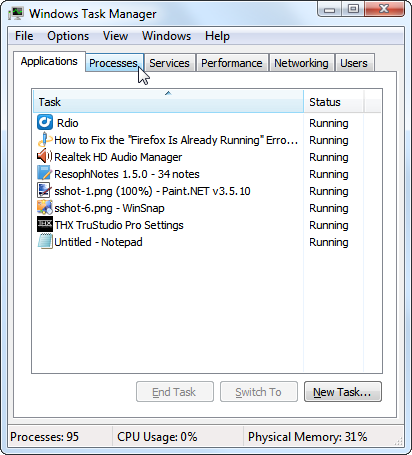 Windows Task Manager
File Options View Windows Help
Applications Processes Services Performance Networking Users
Task Status
Rdio Running
How to Fix the "Firefox Is Already Running" Erro... Running
Realtek HD Audio Manager Running
ResophNotes 1.5.0 - 34 notes Running
sshot-1.png (100%) - Paint.NET v3.5.10 Running
sshot-6.png - WinSnap Running
THX THX TruStudio Pro Settings Running
Untitled - Notepad Running
End Task Switch To New Task...
Processes: 95 CPU Usage: 0% Physical Memory: 31%